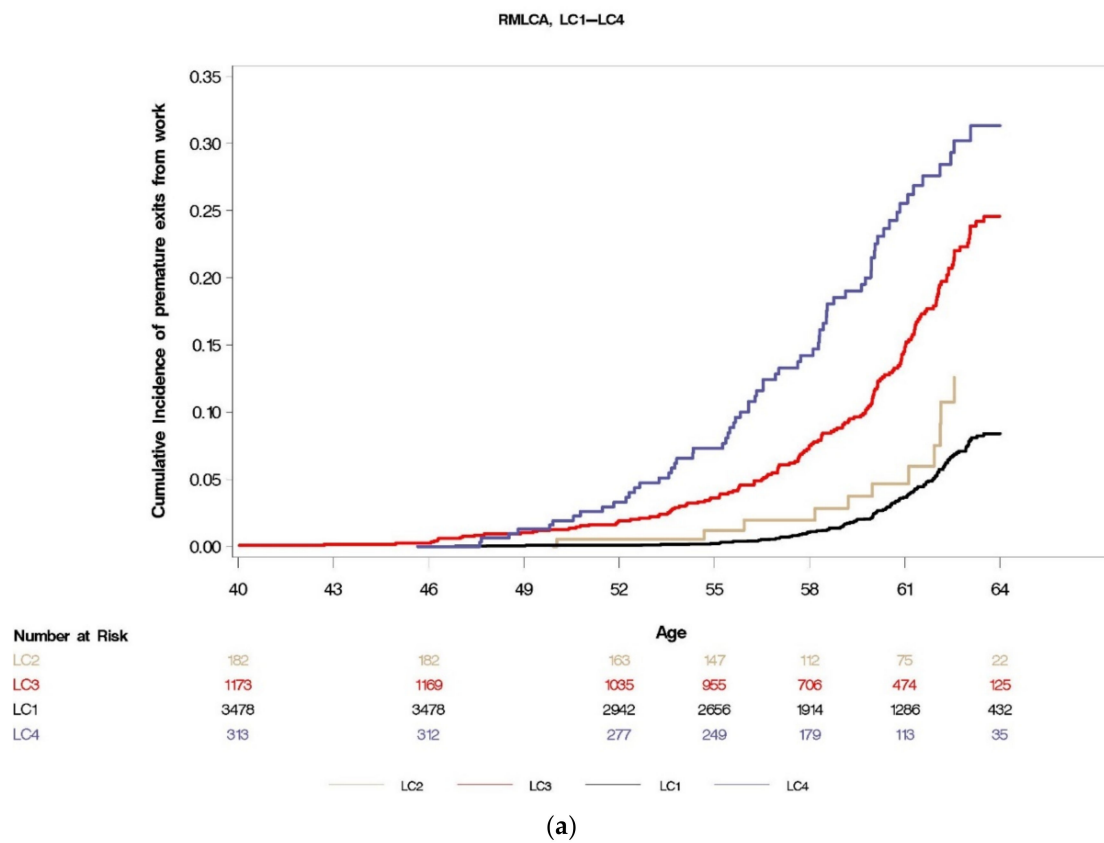 RMLCA, LC1—LC4
Cumulative Incidence of premature exits from work
0.35
0.30
0.25
0.20
0.15
0.10
0.05
0.00
40 43 46 49 52 55 58 61 64
Number at Risk Age
LC2 182 182 163 147 112 75 22
LC3 1173 1169 1035 955 706 474 125
LC1 3478 3478 2942 2656 1914 1286 432
LC4 313 312 277 249 179 113 35
LC2 LC3 LC1 LC4
(a)